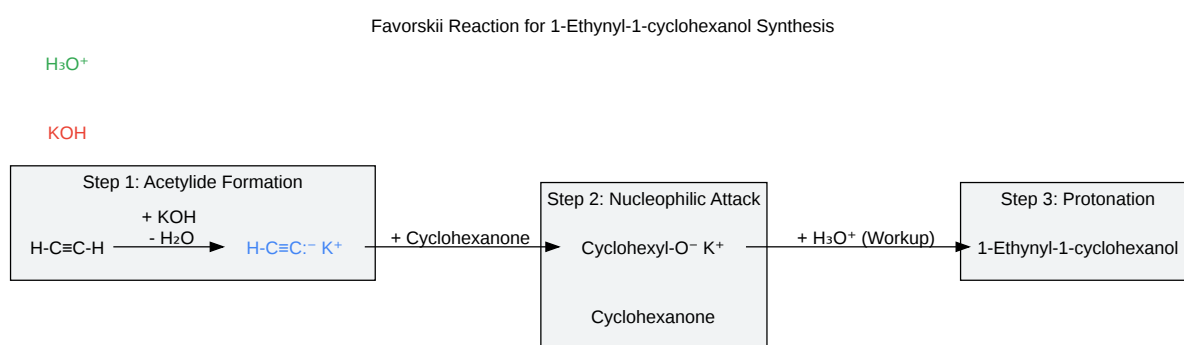 Favorskii Reaction for 1-Ethynyl-1-cyclohexanol Synthesis
H₃O⁺
KOH
Step 1: Acetylide Formation
+ KOH
- H₂O
H-C≡C-H
H-C≡C:⁻ K⁺
+ Cyclohexanone
Step 2: Nucleophilic Attack
Cyclohexyl-O⁻ K⁺
Cyclohexanone
+ H₃O⁺ (Workup)
Step 3: Protonation
1-Ethynyl-1-cyclohexanol